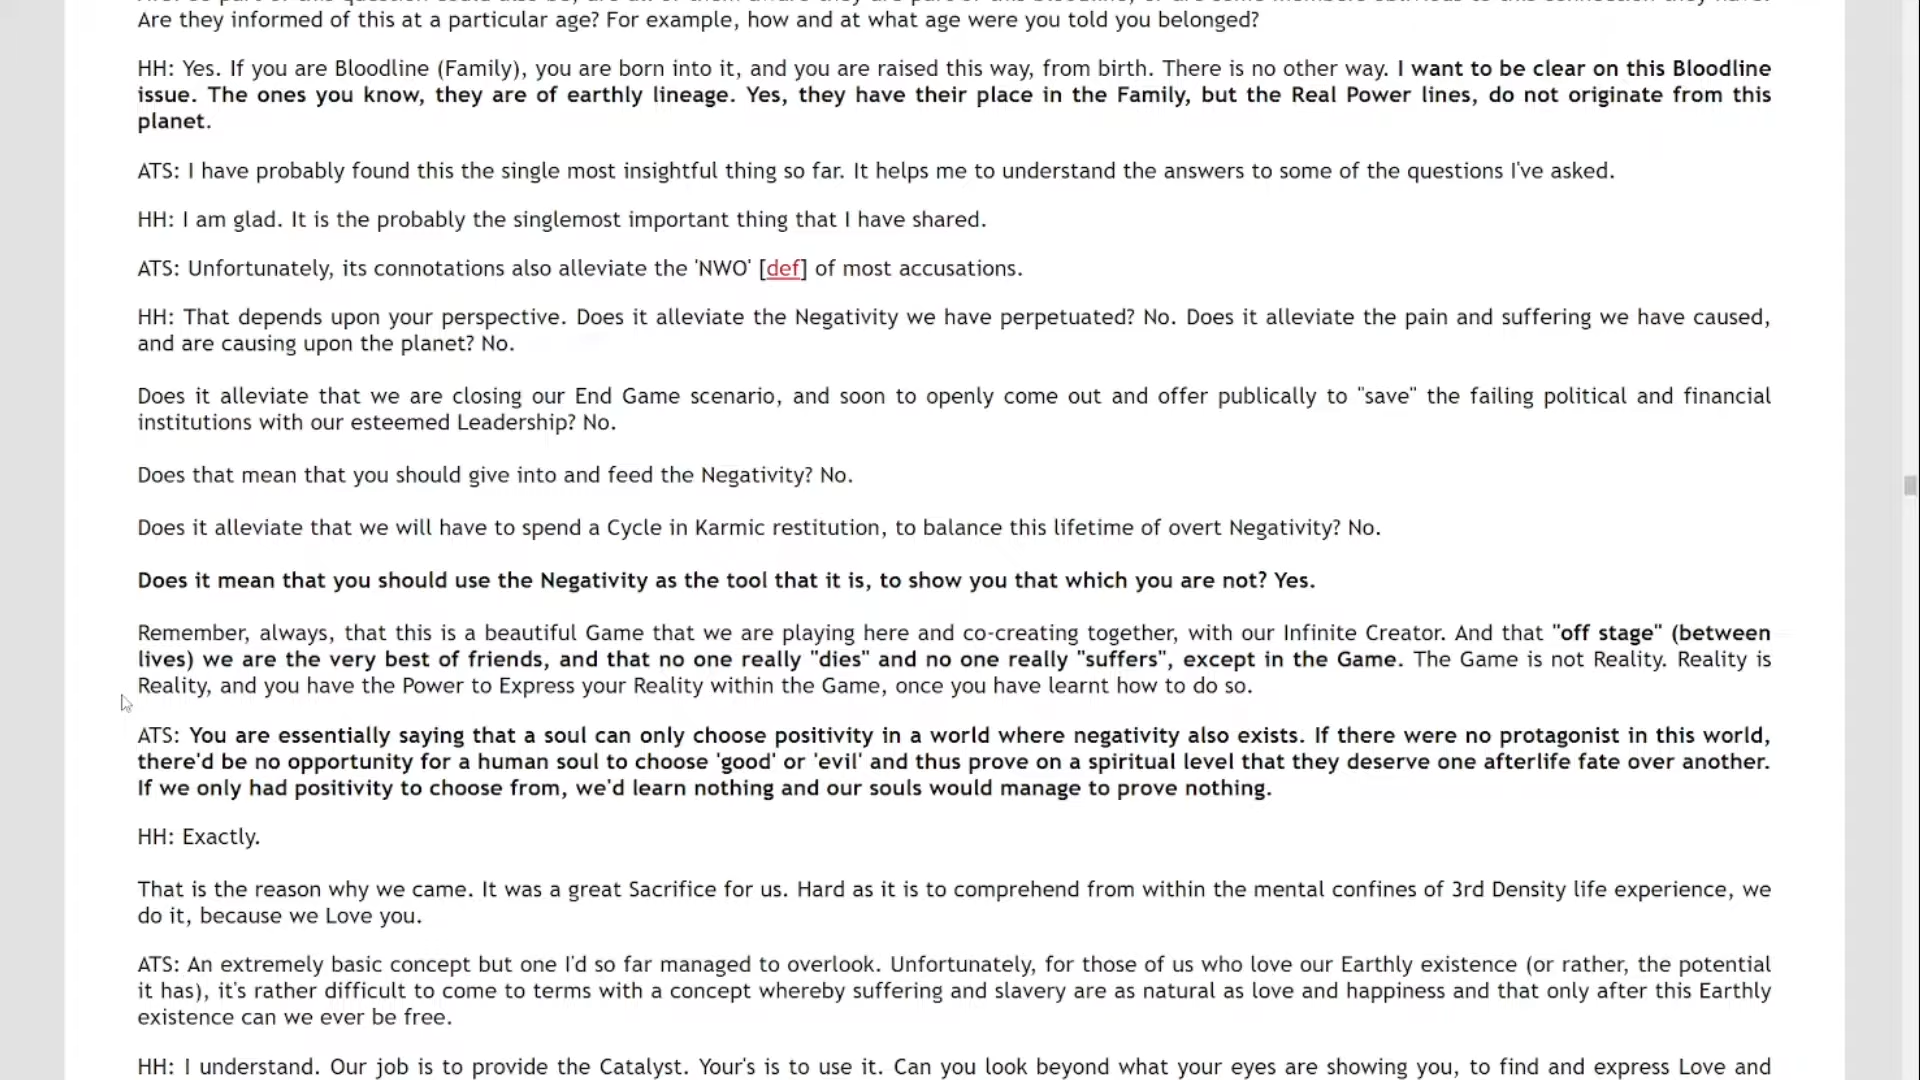 Are they informed of this at a particular age? For example, how and at what age were you told you belonged?
HH: Yes. If you are Bloodline (Family), you are born into it, and you are raised this way, from birth. There is no other way. I want to be clear on this Bloodline
issue. The ones you know, they are of earthly lineage. Yes, they have their place in the Family, but the Real Power lines, do not originate from this
planet.
ATS: I have probably found this the single most insightful thing so far. It helps me to understand the answers to some of the questions I've asked.
HH: I am glad. It is the probably the singlemost important thing that I have shared.
ATS: Unfortunately, its connotations also alleviate the 'NWO' [def] of most accusations.
HH: That depends upon your perspective. Does it alleviate the Negativity we have perpetuated? No. Does it alleviate the pain and suffering we have caused,
and are causing upon the planet? No.
Does it alleviate that we are closing our End Game scenario, and soon to openly come out and offer publically to "save" the failing political and financial
institutions with our esteemed Leadership? No.
Does that mean that you should give into and feed the Negativity? No.
Does it alleviate that we will have to spend a Cycle in Karmic restitution, to balance this lifetime of overt Negativity? No.
Does it mean that you should use the Negativity as the tool that it is, to show you that which you are not? Yes.
Remember, always, that this is a beautiful Game that we are playing here and co-creating together, with our Infinite Creator. And that "off stage" (between
lives) we are the very best of friends, and that no one really "dies" and no one really "suffers", except in the Game. The Game is not Reality. Reality is
Reality, and you have the Power to Express your Reality within the Game, once you have learnt how to do so.
ATS: You are essentially saying that a soul can only choose positivity in a world where negativity also exists. If there were no protagonist in this world,
there'd be no opportunity for a human soul to choose 'good' or 'evil' and thus prove on a spiritual level that they deserve one afterlife fate over another.
If we only had positivity to choose from, we'd learn nothing and our souls would manage to prove nothing.
HH: Exactly.
That is the reason why we came. It was a great Sacrifice for us. Hard as it is to comprehend from within the mental confines of 3rd Density life experience, we
do it, because we Love you.
ATS: An extremely basic concept but one I'd so far managed to overlook. Unfortunately, for those of us who love our Earthly existence (or rather, the potential
it has), it's rather difficult to come to terms with a concept whereby suffering and slavery are as natural as love and happiness and that only after this Earthly
existence can we ever be free.
HH: I understand. Our job is to provide the Catalyst. Your's is to use it. Can you look beyond what your eyes are showing you, to find and express Love and